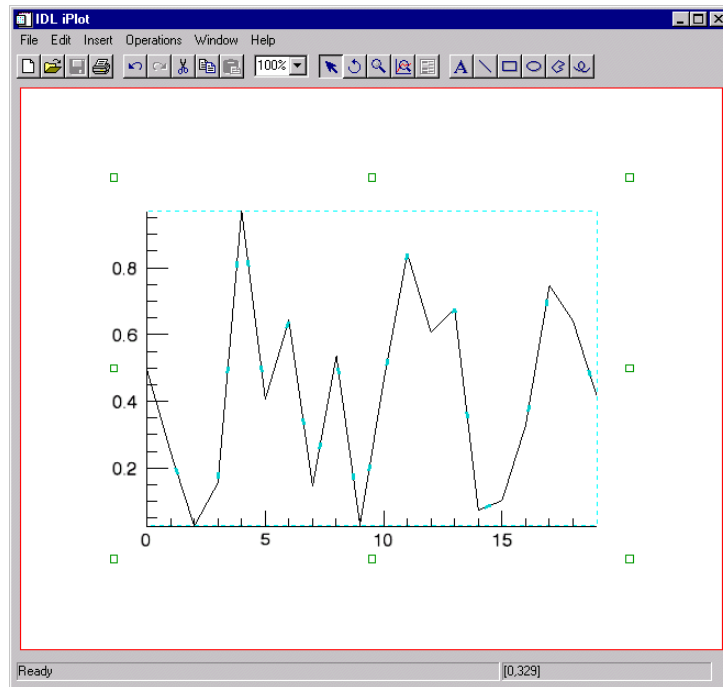 IDL iPlot
File Edit Insert Operations Window Help
100% A
0.8
0.6
0.4
0.2
0 5 10 15
Ready [0,329]